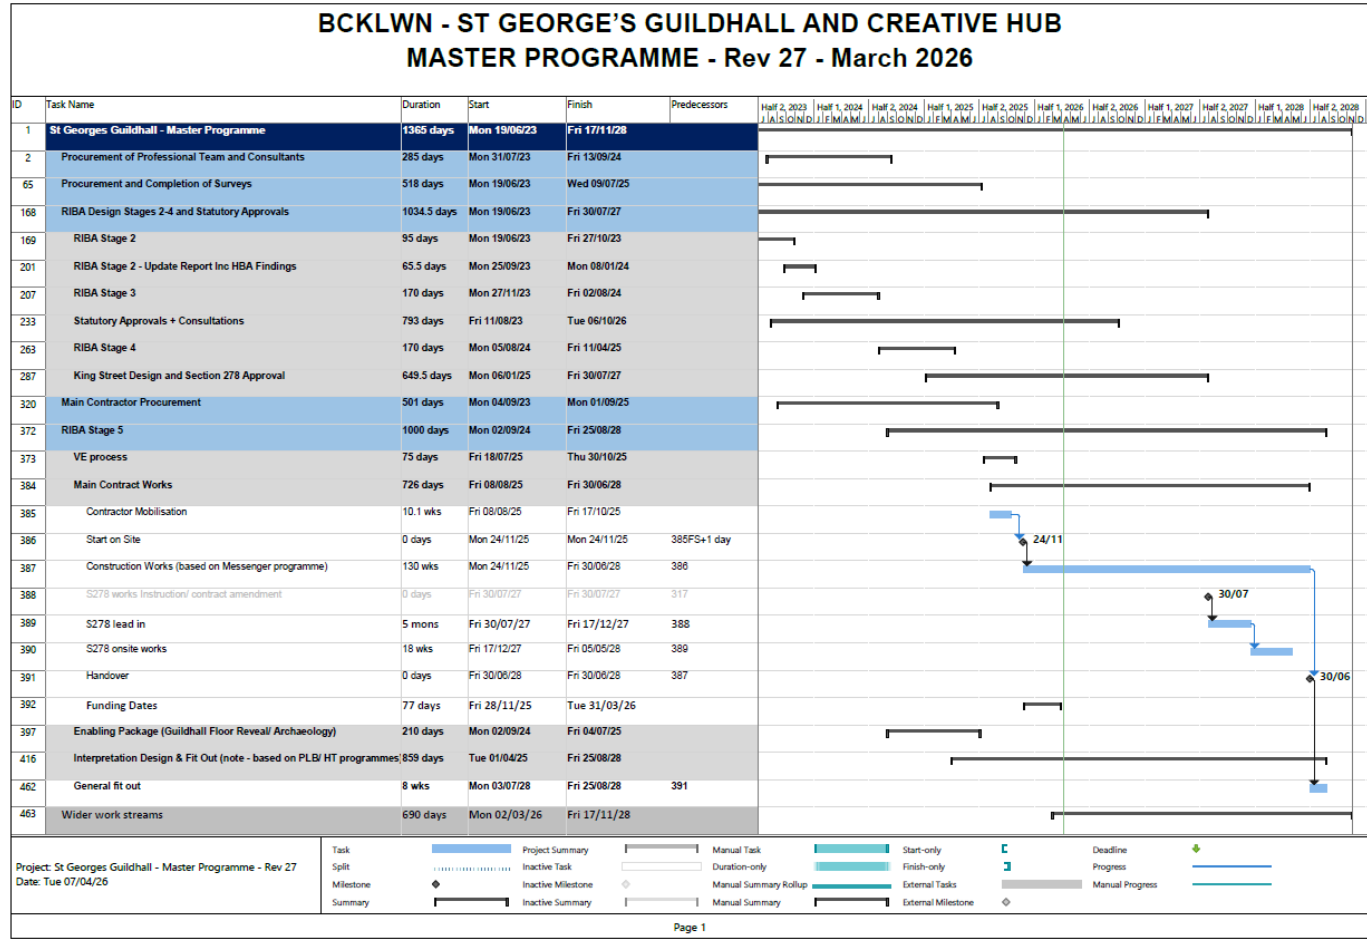 BCKLWN - ST GEORGE'S GUILDHALL AND CREATIVE HUB
MASTER PROGRAMME - Rev 27 - March 2026
ID Task Name Duration Start Finish Predecessors Half 2, 2023 Half 1, 2024 Half 2, 2024 Half 1, 2025 Half 2, 2025 Half 1, 2026 Half 2, 2026 Half 1, 2027 Half 2, 2027 Half 1, 2028 Half 2, 2028
J A S O N D J F M A M J J A S O N D J F M A M J J A S O N D J F M A M J J A S O N D J F M A M J J A S O N D J F M A M J J A S O N D
1 St Georges Guildhall - Master Programme 1365 days Mon 19/06/23 Fri 17/11/28
2 Procurement of Professional Team and Consultants 285 days Mon 31/07/23 Fri 13/09/24
65 Procurement and Completion of Surveys 518 days Mon 19/06/23 Wed 09/07/25
168 RIBA Design Stages 2-4 and Statutory Approvals 1034.5 days Mon 19/06/23 Fri 30/07/27
169 RIBA Stage 2 95 days Mon 19/06/23 Fri 27/10/23
201 RIBA Stage 2 - Update Report Inc HBA Findings 65.5 days Mon 25/09/23 Mon 08/01/24
207 RIBA Stage 3 170 days Mon 27/11/23 Fri 02/08/24
233 Statutory Approvals + Consultations 793 days Fri 11/08/23 Tue 06/10/26
263 RIBA Stage 4 170 days Mon 05/08/24 Fri 11/04/25
287 King Street Design and Section 278 Approval 649.5 days Mon 06/01/25 Fri 30/07/27
320 Main Contractor Procurement 501 days Mon 04/09/23 Mon 01/09/25
372 RIBA Stage 5 1000 days Mon 02/09/24 Fri 25/08/28
373 VE process 75 days Fri 18/07/25 Thu 30/10/25
384 Main Contract Works 726 days Fri 08/08/25 Fri 30/06/28
385 Contractor Mobilisation 10.1 wks Fri 08/08/25 Fri 17/10/25
386 Start on Site 0 days Mon 24/11/25 Mon 24/11/25 385FS+1 day 24/11
387 Construction Works (based on Messenger programme) 130 wks Mon 24/11/25 Fri 30/06/28 386
388 S278 works Instruction/ contract amendment 0 days Fri 30/07/27 Fri 30/07/27 317 30/07
389 S278 lead in 5 mons Fri 30/07/27 Fri 17/12/27 388
390 S278 onsite works 18 wks Fri 17/12/27 Fri 05/05/28 389
391 Handover 0 days Fri 30/06/28 Fri 30/06/28 387 30/06
392 Funding Dates 77 days Fri 28/11/25 Tue 31/03/26
397 Enabling Package (Guildhall Floor Reveal/ Archaeology) 210 days Mon 02/09/24 Fri 04/07/25
416 Interpretation Design & Fit Out (note - based on PLB/ HT programmes 859 days Tue 01/04/25 Fri 25/08/28
462 General fit out 8 wks Mon 03/07/28 Fri 25/08/28 391
463 Wider work streams 690 days Mon 02/03/26 Fri 17/11/28
Project: St Georges Guildhall - Master Programme - Rev 27
Date: Tue 07/04/26
Task Project Summary Manual Task Start-only Deadline
Split Inactive Task Duration-only Finish-only Progress
Milestone Inactive Milestone Manual Summary Rollup External Tasks Manual Progress
Summary Inactive Summary Manual Summary External Milestone
Page 1